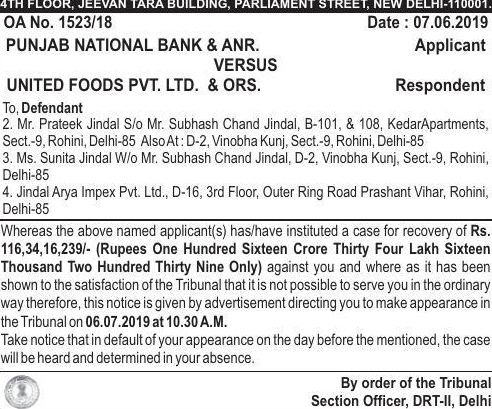 4TH FLOOR, JEEVAN TARA BUILDING, PARLIAMENT STREET, NEW DELHI-110001.
OA No. 1523/18 Date : 07.06.2019
PUNJAB NATIONAL BANK & ANR. Applicant
VERSUS
UNITED FOODS PVT. LTD. & ORS. Respondent
To, Defendant
2. Mr. Prateek Jindal S/o Mr. Subhash Chand Jindal, B-101, & 108, KedarApartments,
Sect.-9, Rohini, Delhi-85 Also At : D-2, Vinobha Kunj, Sect.-9, Rohini, Delhi-85
3. Ms. Sunita Jindal W/o Mr. Subhash Chand Jindal, D-2, Vinobha Kunj, Sect.-9, Rohini,
Delhi-85
4. Jindal Arya Impex Pvt. Ltd., D-16, 3rd Floor, Outer Ring Road Prashant Vihar, Rohini,
Delhi-85
Whereas the above named applicant(s) has/have instituted a case for recovery of Rs.
116,34,16,239/- (Rupees One Hundred Sixteen Crore Thirty Four Lakh Sixteen
Thousand Two Hundred Thirty Nine Only) against you and where as it has been
shown to the satisfaction of the Tribunal that it is not possible to serve you in the ordinary
way therefore, this notice is given by advertisement directing you to make appearance in
the Tribunal on 06.07.2019 at 10.30 A.M.
Take notice that in default of your appearance on the day before the mentioned, the case
will be heard and determined in your absence.
By order of the Tribunal
Section Officer, DRT-II, Delhi